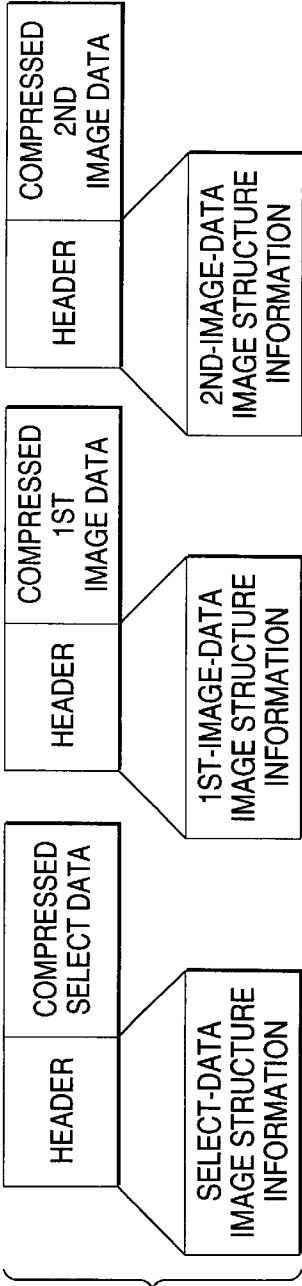 HEADER
COMPRESSED
SELECT DATA
SELECT-DATA
IMAGE STRUCTURE
INFORMATION
HEADER
COMPRESSED
1ST
IMAGE DATA
1ST-IMAGE-DATA
IMAGE STRUCTURE
INFORMATION
HEADER
COMPRESSED
2ND
IMAGE DATA
2ND-IMAGE-DATA
IMAGE STRUCTURE
INFORMATION